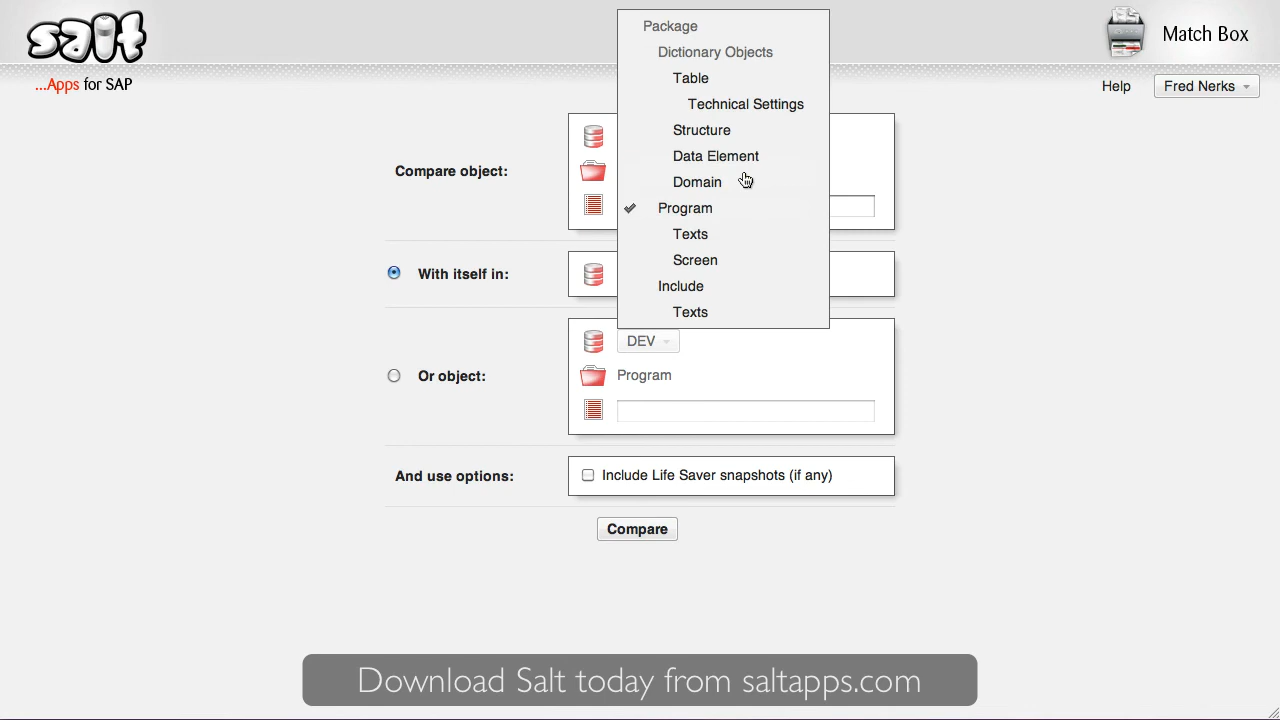 salt
...Apps for SAP
Match Box
Help
Fred Nerks
Package
Dictionary Objects
Table
Technical Settings
Structure
Data Element
Domain
Program
Texts
Screen
Include
Texts
Compare object:
With itself in:
Or object:
DEV
Program
And use options:
Include Life Saver snapshots (if any)
Compare
Download Salt today from saltapps.com